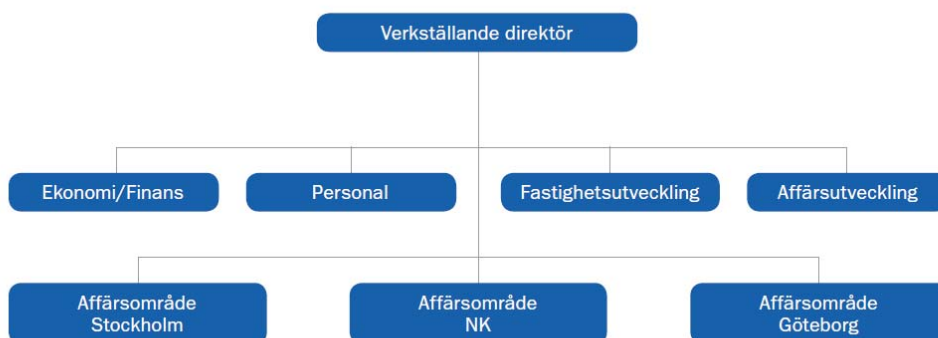 Verkställande direktör
Ekonomi/Finans
Personal
Fastighetsutveckling
Affärsutveckling
Affärsområde
Stockholm
Affärsområde
NK
Affärsområde
Göteborg